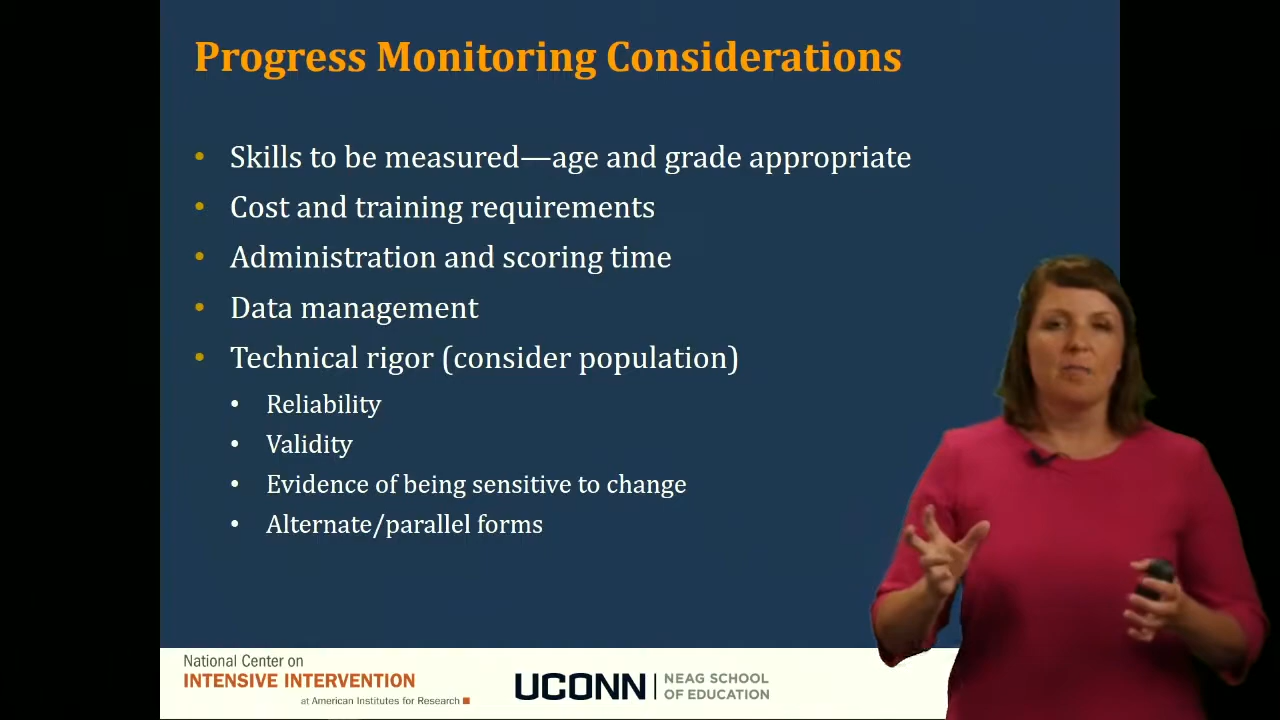 Progress Monitoring Considerations
• Skills to be measured—age and grade appropriate
• Cost and training requirements
• Administration and scoring time
• Data management
• Technical rigor (consider population)
• Reliability
• Validity
• Evidence of being sensitive to change
• Alternate/parallel forms
National Center on
INTENSIVE INTERVENTION
at American Institutes for Research
UCONN
NEAG SCHOOL
OF EDUCATION